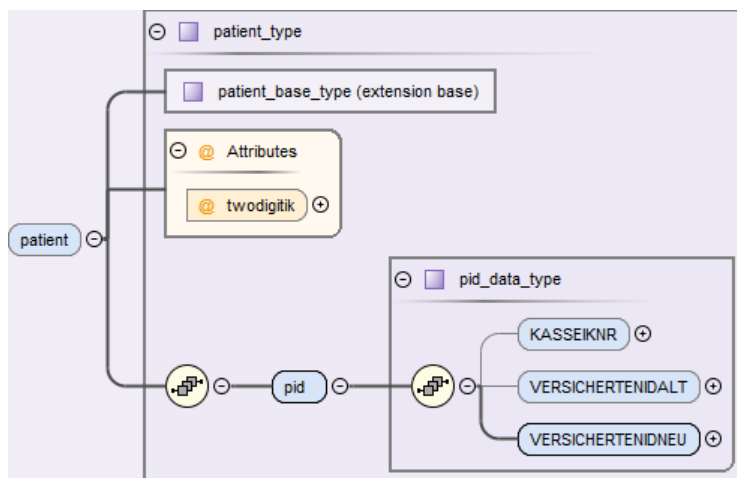 patient_type
patient_base_type (extension base)
@ Attributes
@ twodigitik
patient
pid_data_type
KASSEIKNR
pid
VERSICHERTENIDALT
VERSICHERTENIDNEU